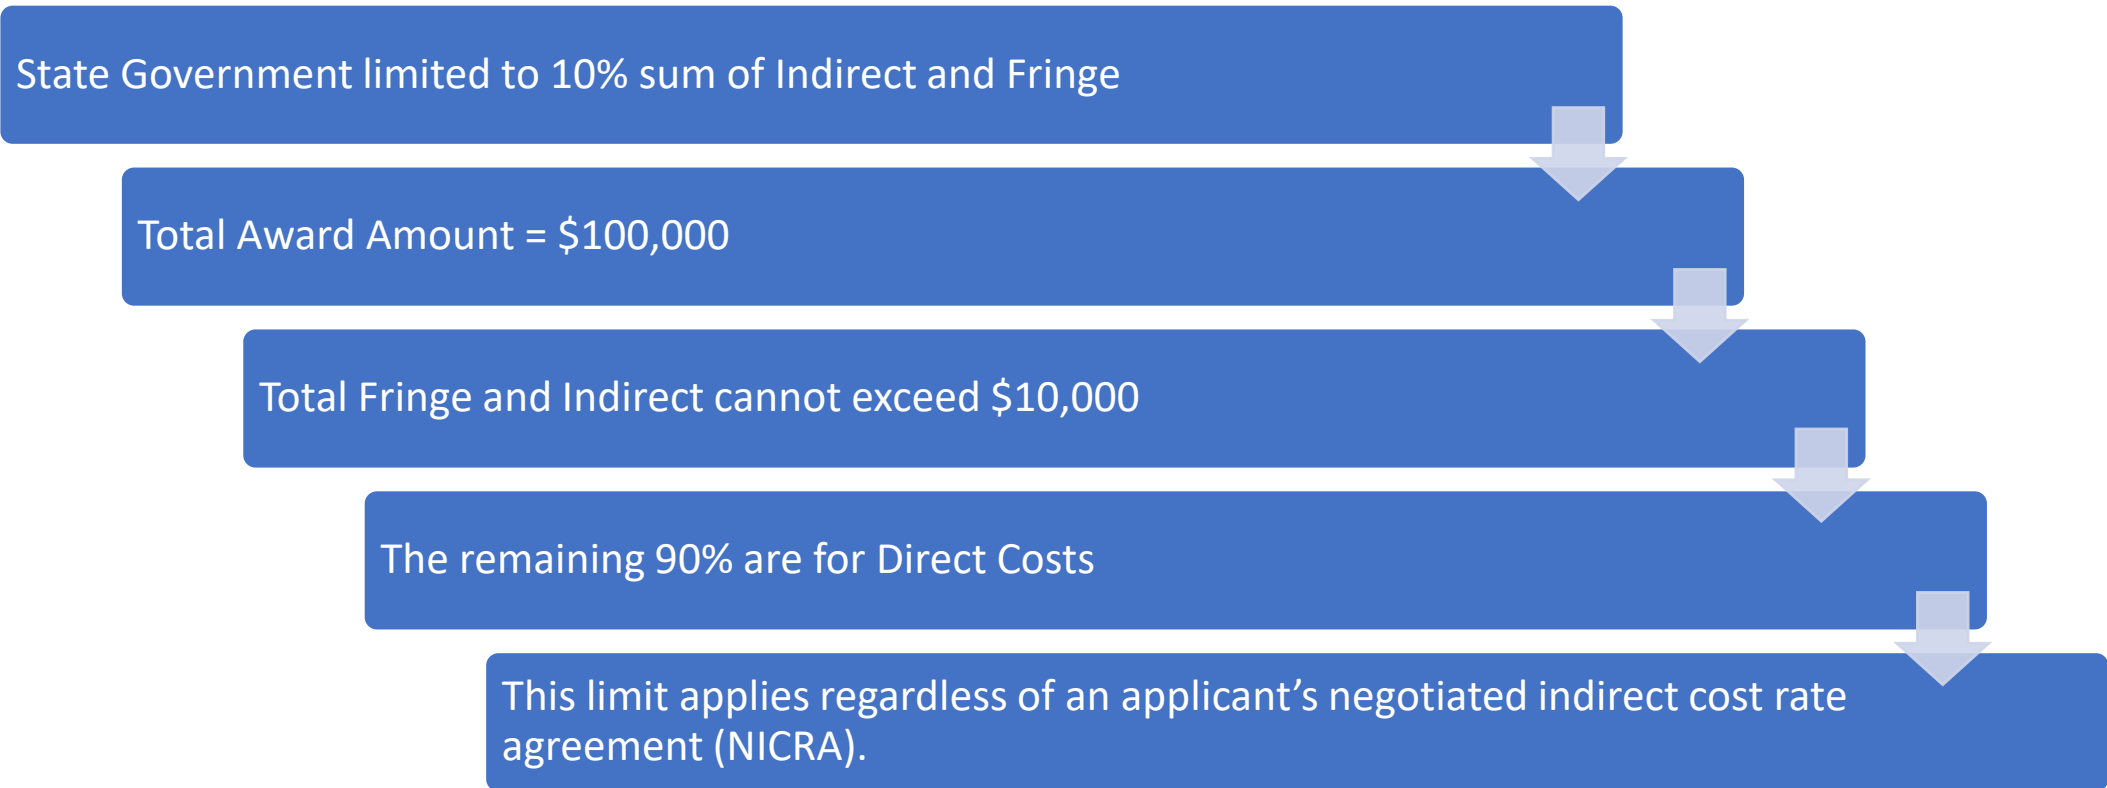 State Government limited to 10% sum of Indirect and Fringe
Total Award Amount = $100,000
Total Fringe and Indirect cannot exceed $10,000
The remaining 90% are for Direct Costs
This limit applies regardless of an applicant’s negotiated indirect cost rate
agreement (NICRA).